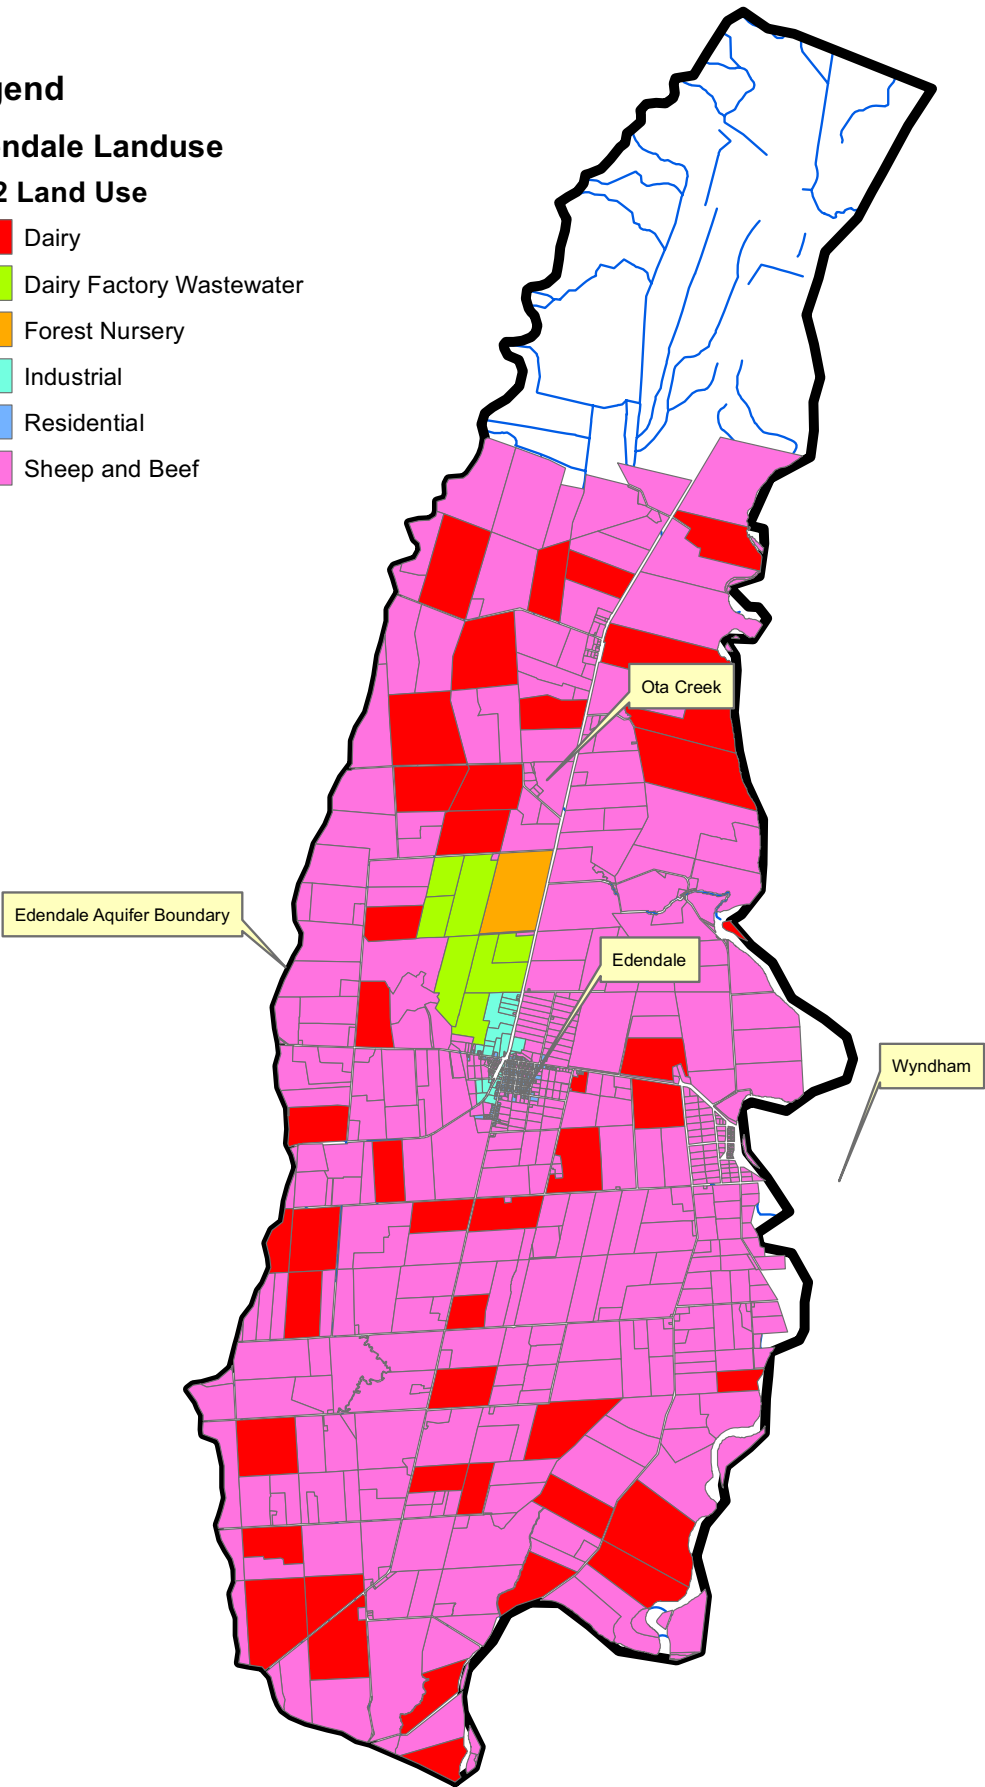 gend
ndale Landuse
2 Land Use
Dairy
Dairy Factory Wastewater
Forest Nursery
Industrial
Residential
Sheep and Beef
Ota Creek
Edendale Aquifer Boundary
Edendale
Wyndham